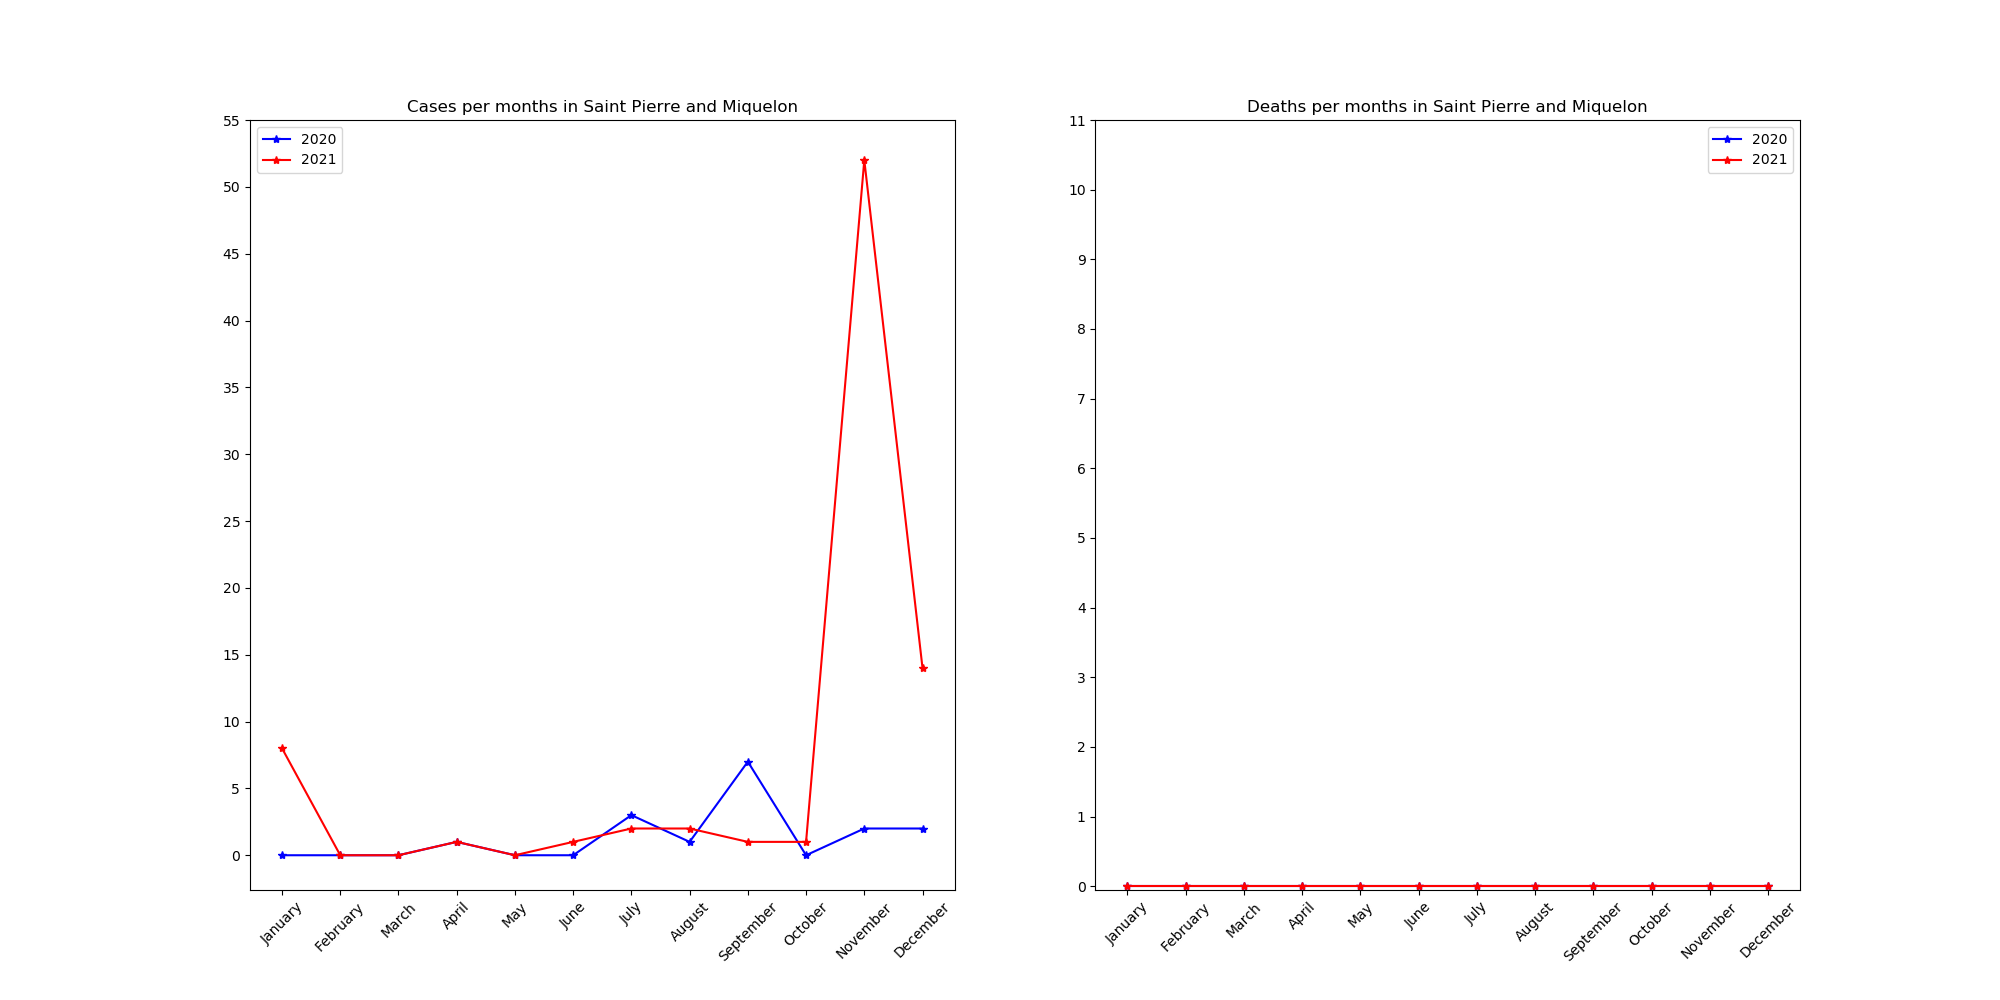 Cases per months in Saint Pierre and Miquelon
2020
2021
55
50
45
40
35
30
25
20
15
10
5
0
January
February
March
April
May
June
July
August
September
October
November
December
Deaths per months in Saint Pierre and Miquelon
2020
2021
11
10
9
8
7
6
5
4
3
2
1
0
January
February
March
April
May
June
July
August
September
October
November
December